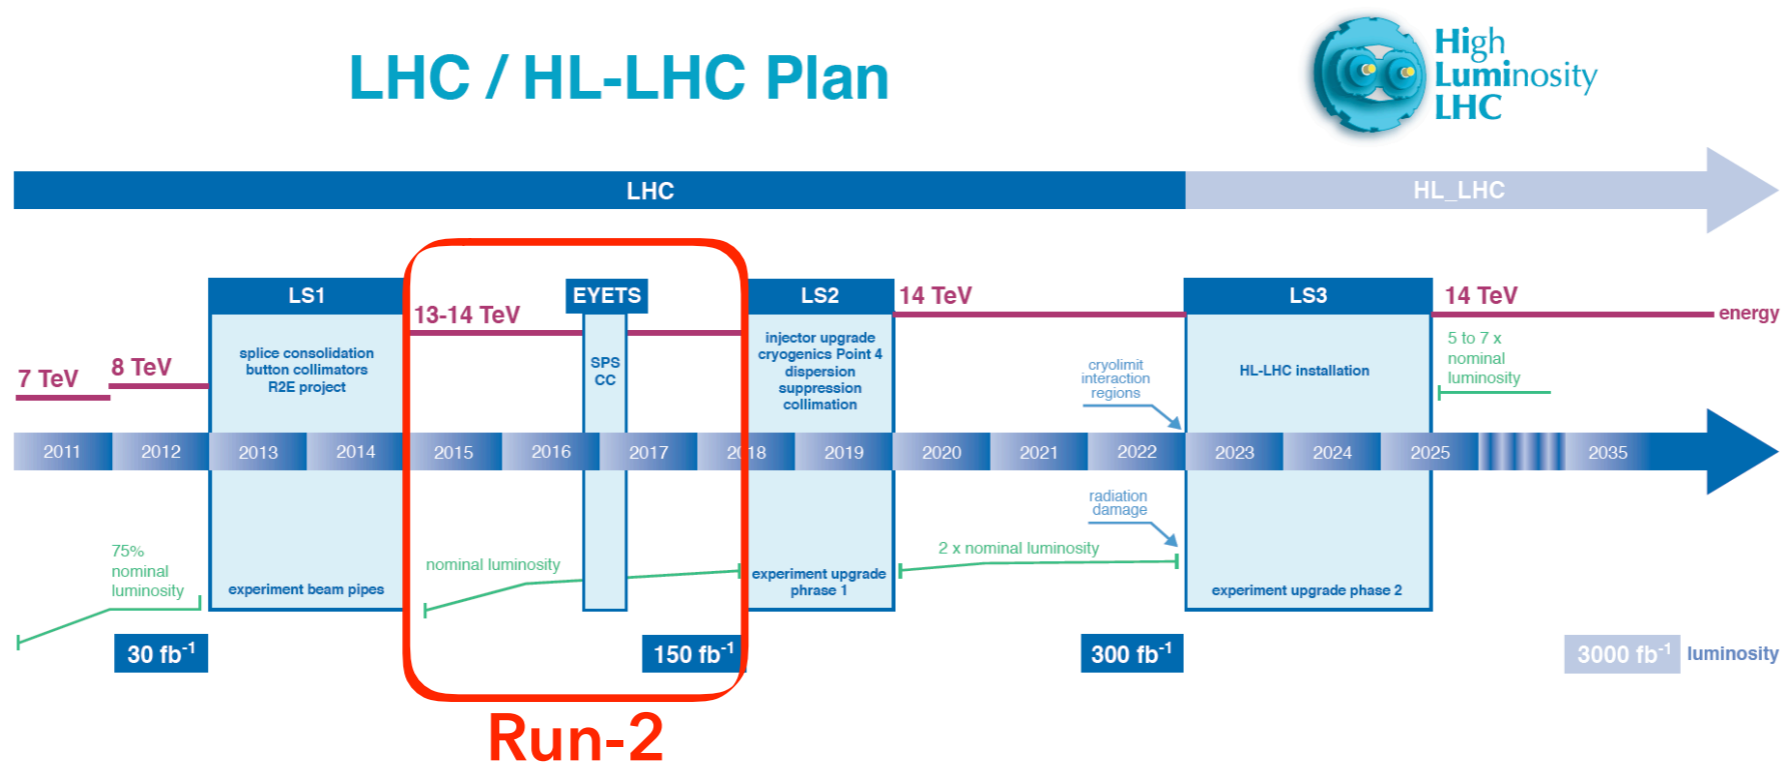 LHC / HL-LHC Plan
High
Luminosity
LHC
LHC
HL_LHC
LS1
EYETS
LS2
14 TeV
LS3
14 TeV
energy
13-14 TeV
7 TeV
8 TeV
splice consolidation
button collimators
R2E project
SPS
CC
injector upgrade
cryogenics Point 4
dispersion
suppression
collimation
cryolimit
interaction
regions
HL-LHC installation
5 to 7 x
nominal
luminosity
2011
2012
2013
2014
2015
2016
2017
2018
2019
2020
2021
2022
2023
2024
2025
2035
radiation
damage
75%
nominal
luminosity
experiment beam pipes
nominal luminosity
experiment upgrade
phrase 1
2 x nominal luminosity
experiment upgrade phase 2
30 fb⁻¹
150 fb⁻¹
300 fb⁻¹
3000 fb⁻¹
luminosity
Run-2